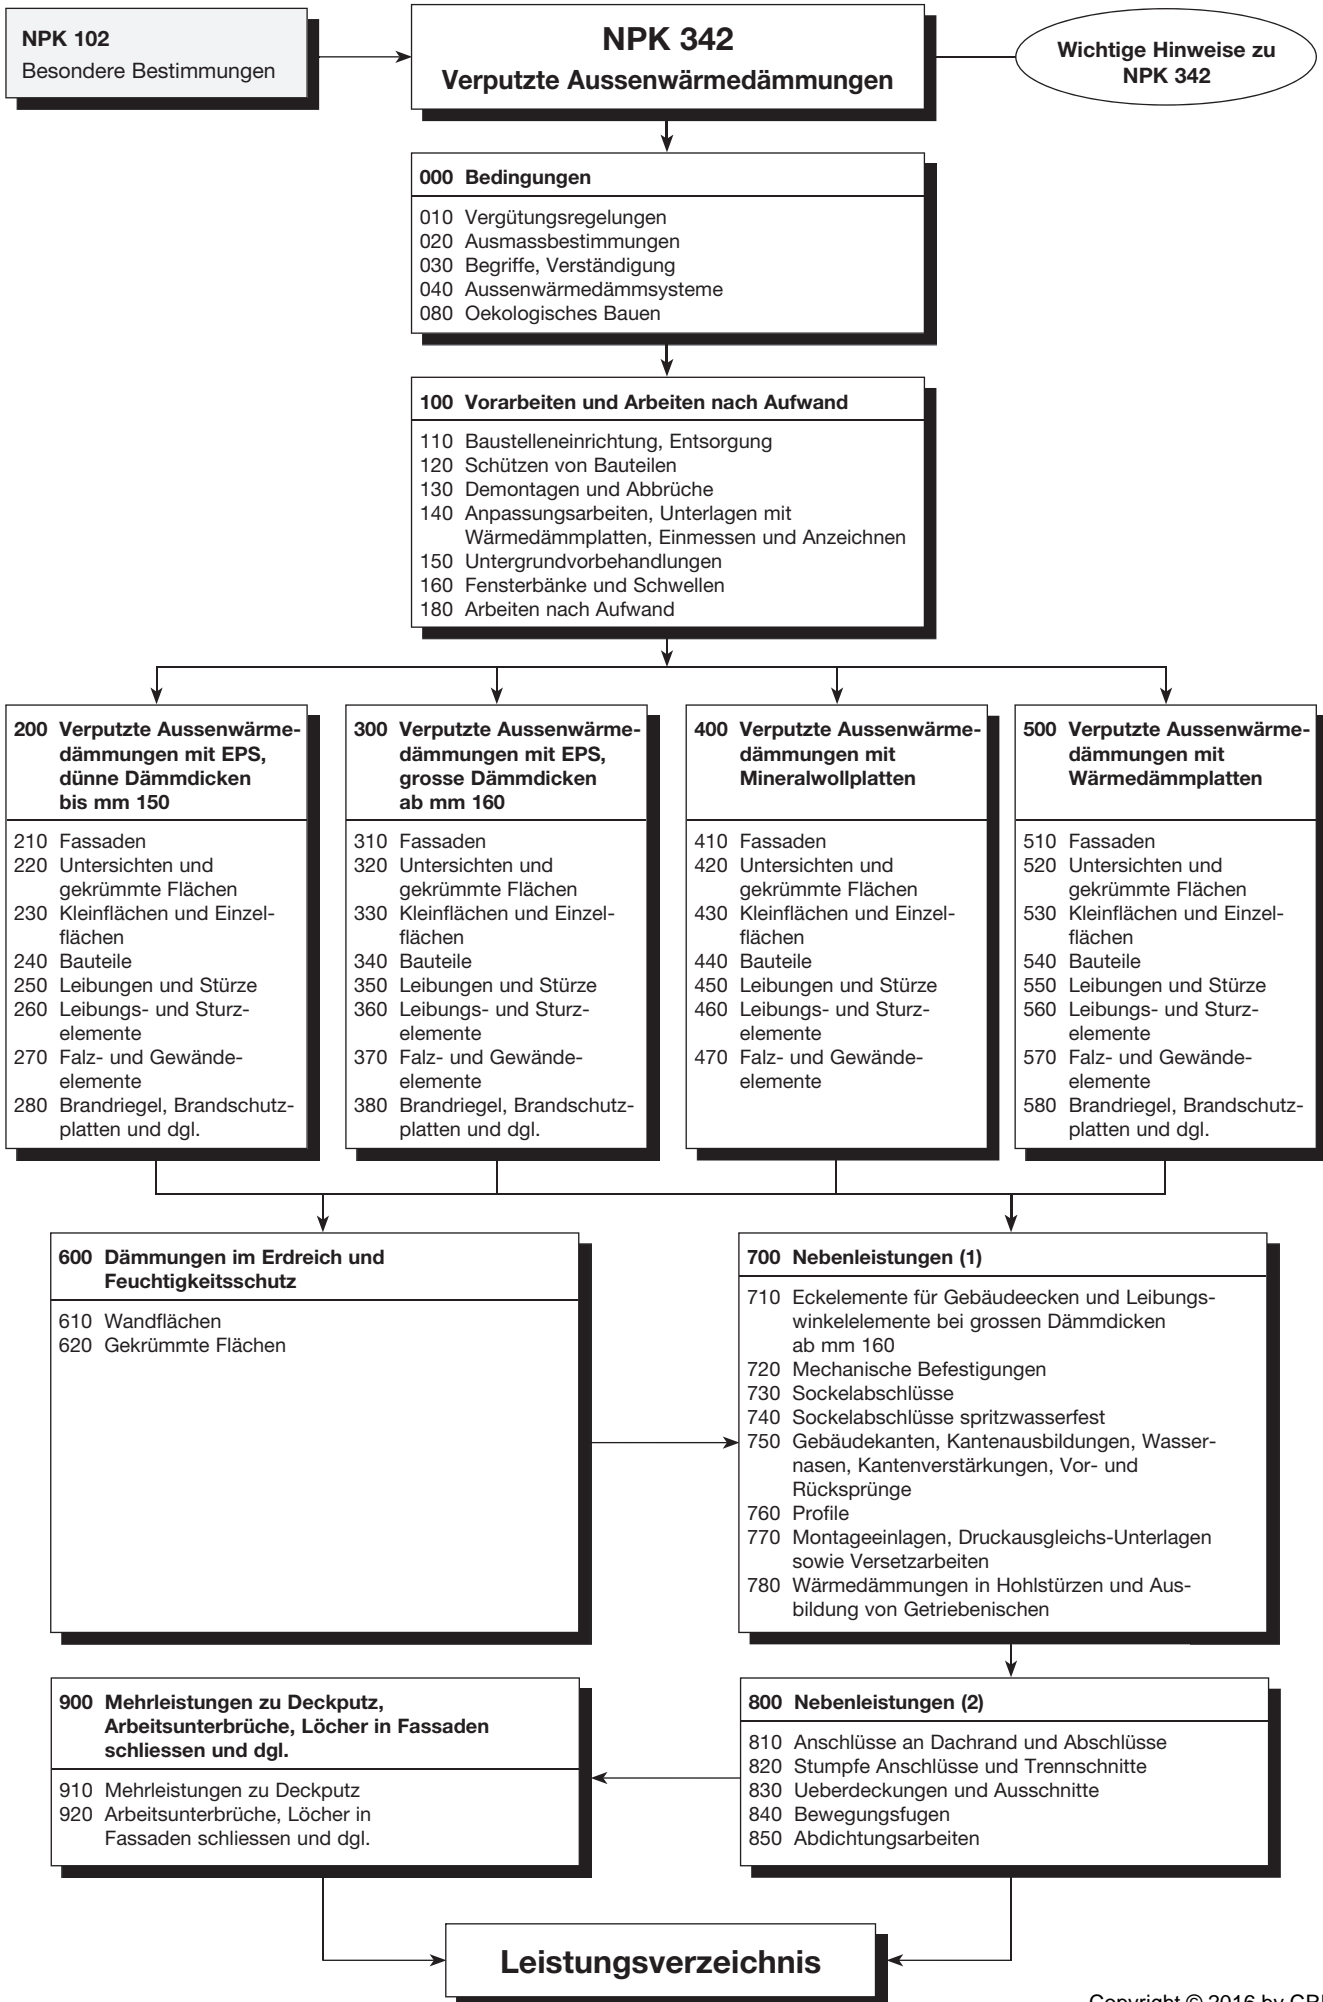 NPK 102
Besondere Bestimmungen
NPK 342
Verputzte Aussenwärmedämmungen
Wichtige Hinweise zu
NPK 342
000 Bedingungen
010 Vergütungsregelungen
020 Ausmassbestimmungen
030 Begriffe, Verständigung
040 Aussenwärmedämmsysteme
080 Oekologisches Bauen
100 Vorarbeiten und Arbeiten nach Aufwand
110 Baustelleneinrichtung, Entsorgung
120 Schützen von Bauteilen
130 Demontagen und Abbrüche
140 Anpassungsarbeiten, Unterlagen mit
Wärmedämmplatten, Einmessen und Anzeichnen
150 Untergrundvorbehandlungen
160 Fensterbänke und Schwellen
180 Arbeiten nach Aufwand
200 Verputzte Aussenwärme-
dämmungen mit EPS,
dünne Dämmdicken
bis mm 150
210 Fassaden
220 Untersichten und
gekrümmte Flächen
230 Kleinflächen und Einzel-
flächen
240 Bauteile
250 Leibungen und Stürze
260 Leibungs- und Sturz-
elemente
270 Falz- und Gewände-
elemente
280 Brandriegel, Brandschutz-
platten und dgl.
300 Verputzte Aussenwärme-
dämmungen mit EPS,
grosse Dämmdicken
ab mm 160
310 Fassaden
320 Untersichten und
gekrümmte Flächen
330 Kleinflächen und Einzel-
flächen
340 Bauteile
350 Leibungen und Stürze
360 Leibungs- und Sturz-
elemente
370 Falz- und Gewände-
elemente
380 Brandriegel, Brandschutz-
platten und dgl.
400 Verputzte Aussenwärme-
dämmungen mit
Mineralwollplatten
410 Fassaden
420 Untersichten und
gekrümmte Flächen
430 Kleinflächen und Einzel-
flächen
440 Bauteile
450 Leibungen und Stürze
460 Leibungs- und Sturz-
elemente
470 Falz- und Gewände-
elemente
500 Verputzte Aussenwärme-
dämmungen mit
Wärmedämmplatten
510 Fassaden
520 Untersichten und
gekrümmte Flächen
530 Kleinflächen und Einzel-
flächen
540 Bauteile
550 Leibungen und Stürze
560 Leibungs- und Sturz-
elemente
570 Falz- und Gewände-
elemente
580 Brandriegel, Brandschutz-
platten und dgl.
600 Dämmungen im Erdreich und
Feuchtigkeitsschutz
610 Wandflächen
620 Gekrümmte Flächen
700 Nebenleistungen (1)
710 Eckelemente für Gebäudeecken und Leibungs-
winkelelemente bei grossen Dämmdicken
ab mm 160
720 Mechanische Befestigungen
730 Sockelabschlüsse
740 Sockelabschlüsse spritzwasserfest
750 Gebäudekanten, Kantenausbildungen, Wasser-
nasen, Kantenverstärkungen, Vor- und
Rücksprünge
760 Profile
770 Montageeinlagen, Druckausgleichs-Unterlagen
sowie Versetzarbeiten
780 Wärmedämmungen in Hohlstürzen und Aus-
bildung von Getriebenischen
900 Mehrleistungen zu Deckputz,
Arbeitsunterbrüche, Löcher in Fassaden
schliessen und dgl.
910 Mehrleistungen zu Deckputz
920 Arbeitsunterbrüche, Löcher in
Fassaden schliessen und dgl.
800 Nebenleistungen (2)
810 Anschlüsse an Dachrand und Abschlüsse
820 Stumpfe Anschlüsse und Trennschnitte
830 Ueberdeckungen und Ausschnitte
840 Bewegungsfugen
850 Abdichtungsarbeiten
Leistungsverzeichnis
Copyright © 2016 by